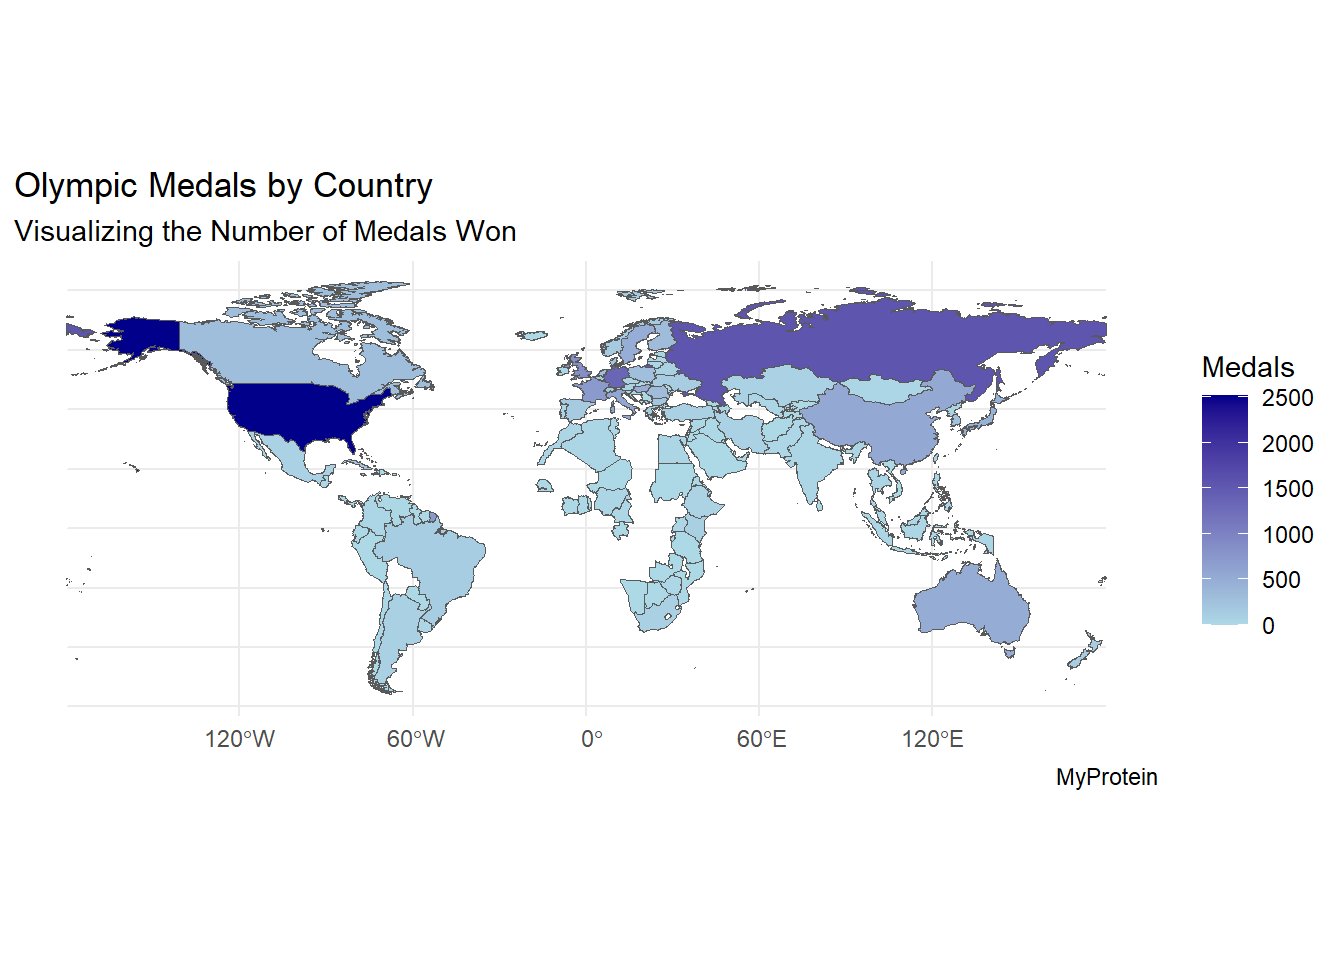 Olympic Medals by Country
Visualizing the Number of Medals Won
Medals
2500
2000
1500
1000
500
0
120°W 60°W 0° 60°E 120°E
MyProtein